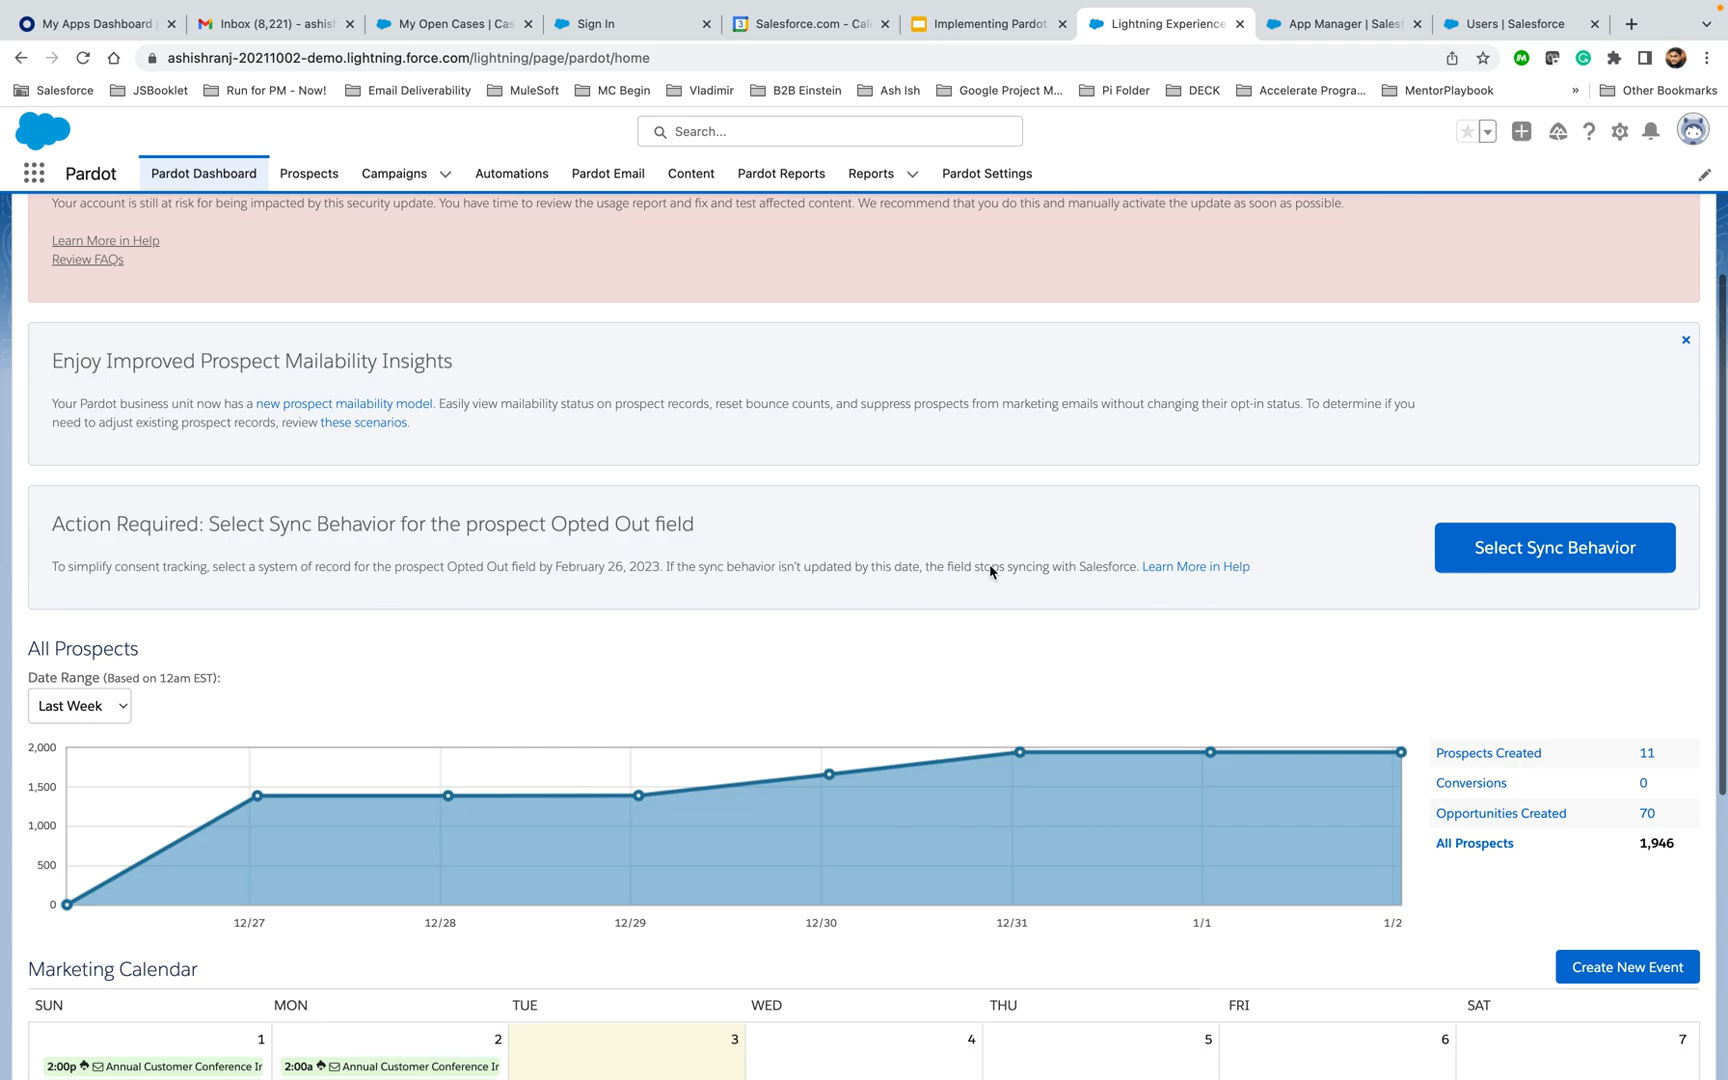 My Apps Dashboard
Inbox (8,221) - ashis
My Open Cases | Cas
Sign In
Salesforce.com - Cal
Implementing Pardot
Lightning Experience
App Manager | Salesf
Users | Salesforce
ashishranj-20211002-demo.lightning.force.com/lightning/page/pardot/home
Salesforce
JSBooklet
Run for PM - Now!
Email Deliverability
MuleSoft
MC Begin
Vladimir
B2B Einstein
Ash Ish
Google Project M...
Pi Folder
DECK
Accelerate Progra...
MentorPlaybook
»
Other Bookmarks
Search...
Pardot
Pardot Dashboard
Prospects
Campaigns
Automations
Pardot Email
Content
Pardot Reports
Reports
Pardot Settings
Your account is still at risk for being impacted by this security update. You have time to review the usage report and fix and test affected content. We recommend that you do this and manually activate the update as soon as possible.
Learn More in Help
Review FAQs
Enjoy Improved Prospect Mailability Insights
Your Pardot business unit now has a new prospect mailability model. Easily view mailability status on prospect records, reset bounce counts, and suppress prospects from marketing emails without changing their opt-in status. To determine if you
need to adjust existing prospect records, review these scenarios.
Action Required: Select Sync Behavior for the prospect Opted Out field
To simplify consent tracking, select a system of record for the prospect Opted Out field by February 26, 2023. If the sync behavior isn't updated by this date, the field stops syncing with Salesforce. Learn More in Help
Select Sync Behavior
All Prospects
Date Range (Based on 12am EST):
Last Week
2,000
1,500
1,000
500
0
12/27
12/28
12/29
12/30
12/31
1/1
1/2
Prospects Created 11
Conversions 0
Opportunities Created 70
All Prospects 1,946
Marketing Calendar
Create New Event
SUN MON TUE WED THU FRI SAT
1 2 3 4 5 6 7
2:00p Annual Customer Conference Ir
2:00a Annual Customer Conference Ir